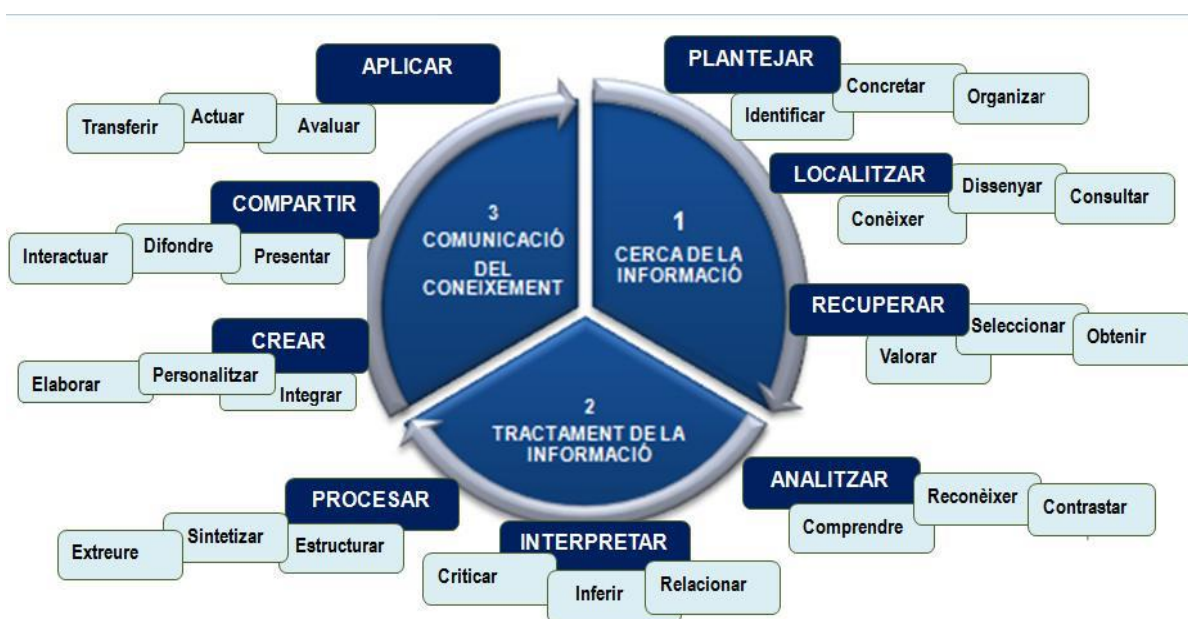 PLANTEJAR
Identificar
Concretar
Organizar
LOCALITZAR
Conèixer
Dissenyar
Consultar
RECUPERAR
Valorar
Seleccionar
Obtenir
1
CERCA DE LA
INFORMACIÓ
ANALITZAR
Comprendre
Reconèixer
Contrastar
INTERPRETAR
Criticar
Inferir
Relacionar
PROCESAR
Extreure
Sintetizar
Estructurar
2
TRACTAMENT DE LA
INFORMACIÓ
CREAR
Elaborar
Personalitzar
Integrar
COMPARTIR
Interactuar
Difondre
Presentar
APLICAR
Transferir
Actuar
Avaluar
3
COMUNICACIÓ
DEL
CONEIXEMENT